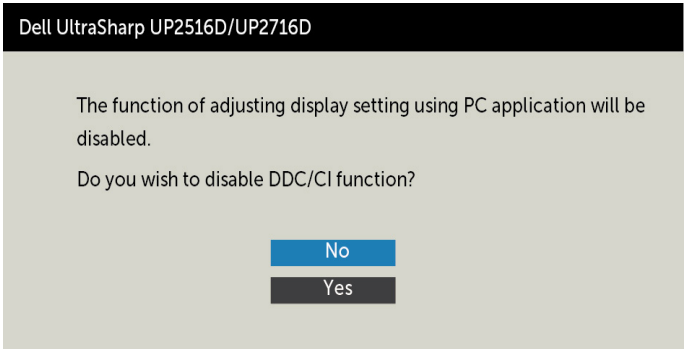 Dell UltraSharp UP2516D/UP2716D
The function of adjusting display setting using PC application will be
disabled.
Do you wish to disable DDC/CI function?
No
Yes